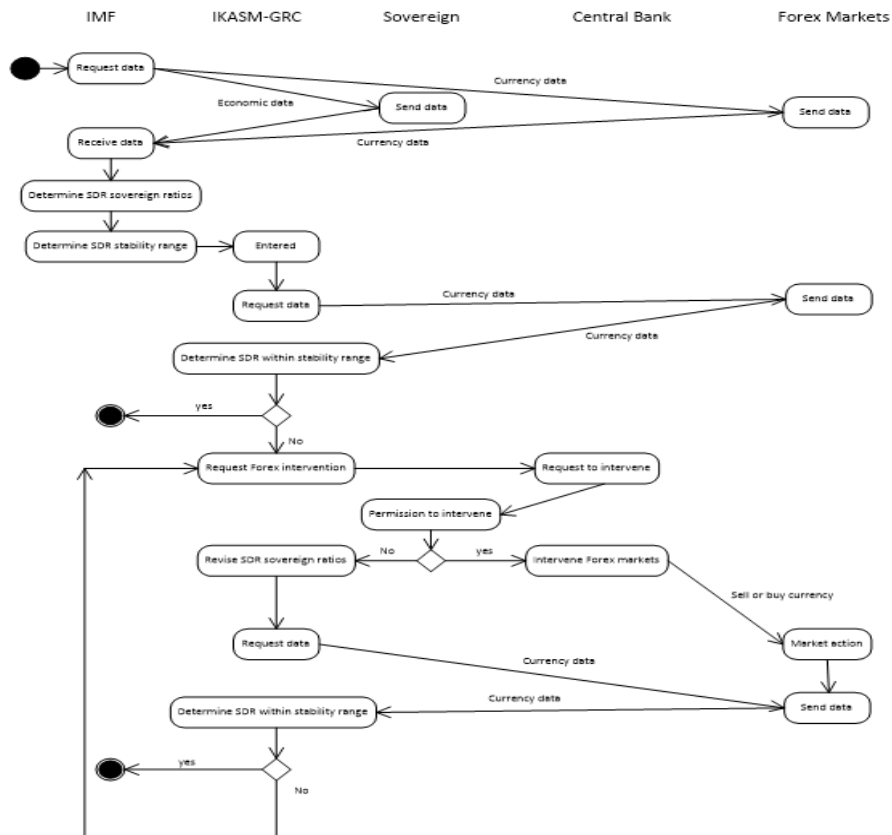 IMF IKASM-GRC Sovereign Central Bank Forex Markets
Request data
Currency data
Economic data
Send data
Send data
Receive data
Currency data
Determine SDR sovereign ratios
Determine SDR stability range
Entered
Request data
Currency data
Send data
Currency data
Determine SDR within stability range
yes
No
Request Forex intervention
Request to intervene
Permission to intervene
Revise SDR sovereign ratios
No
yes
Intervene Forex markets
Sell or buy currency
Request data
Market action
Currency data
Currency data
Send data
Determine SDR within stability range
yes
No